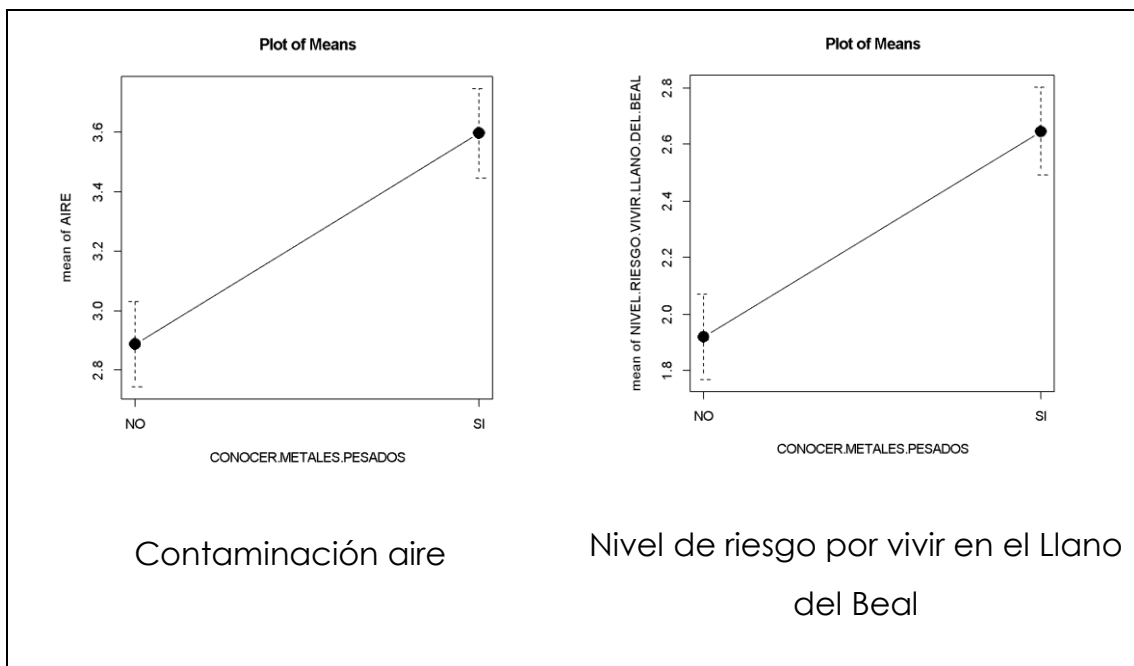 Plot of Means
mean of AIRE
2.8 3.0 3.2 3.4 3.6
NO SI
CONOCER.METALES.PESADOS
Contaminación aire
Plot of Means
mean of NIVEL.RIESGO.VIVIR.LLANO.DEL.BEAL
1.8 2.0 2.2 2.4 2.6 2.8
NO SI
CONOCER.METALES.PESADOS
Nivel de riesgo por vivir en el Llano
del Beal